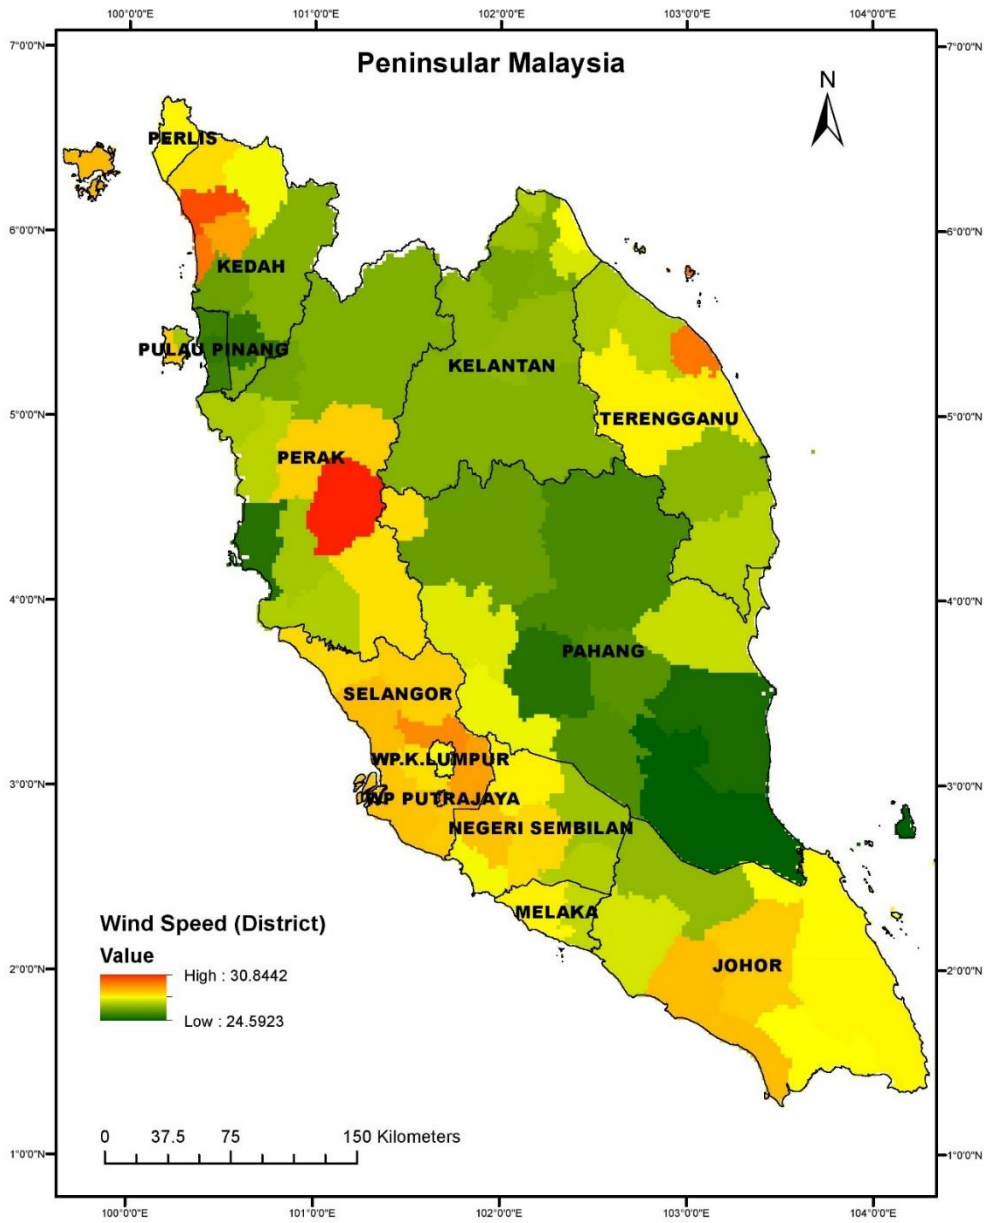 100°0'0"E 101°0'0"E 102°0'0"E 103°0'0"E 104°0'0"E
7°0'0"N 7°0'0"N
Peninsular Malaysia
N
PERLIS
6°0'0"N 6°0'0"N
KEDAH
PULAU PINANG
KELANTAN
5°0'0"N 5°0'0"N
TERENGGANU
PERAK
4°0'0"N 4°0'0"N
PAHANG
SELANGOR
WP.K.LUMPUR
3°0'0"N 3°0'0"N
WP PUTRAJAYA
NEGERI SEMBILAN
MELAKA
Wind Speed (District)
Value
JOHOR
2°0'0"N 2°0'0"N
High : 30.8442
Low : 24.5923
0 37.5 75 150 Kilometers
1°0'0"N 1°0'0"N
100°0'0"E 101°0'0"E 102°0'0"E 103°0'0"E 104°0'0"E